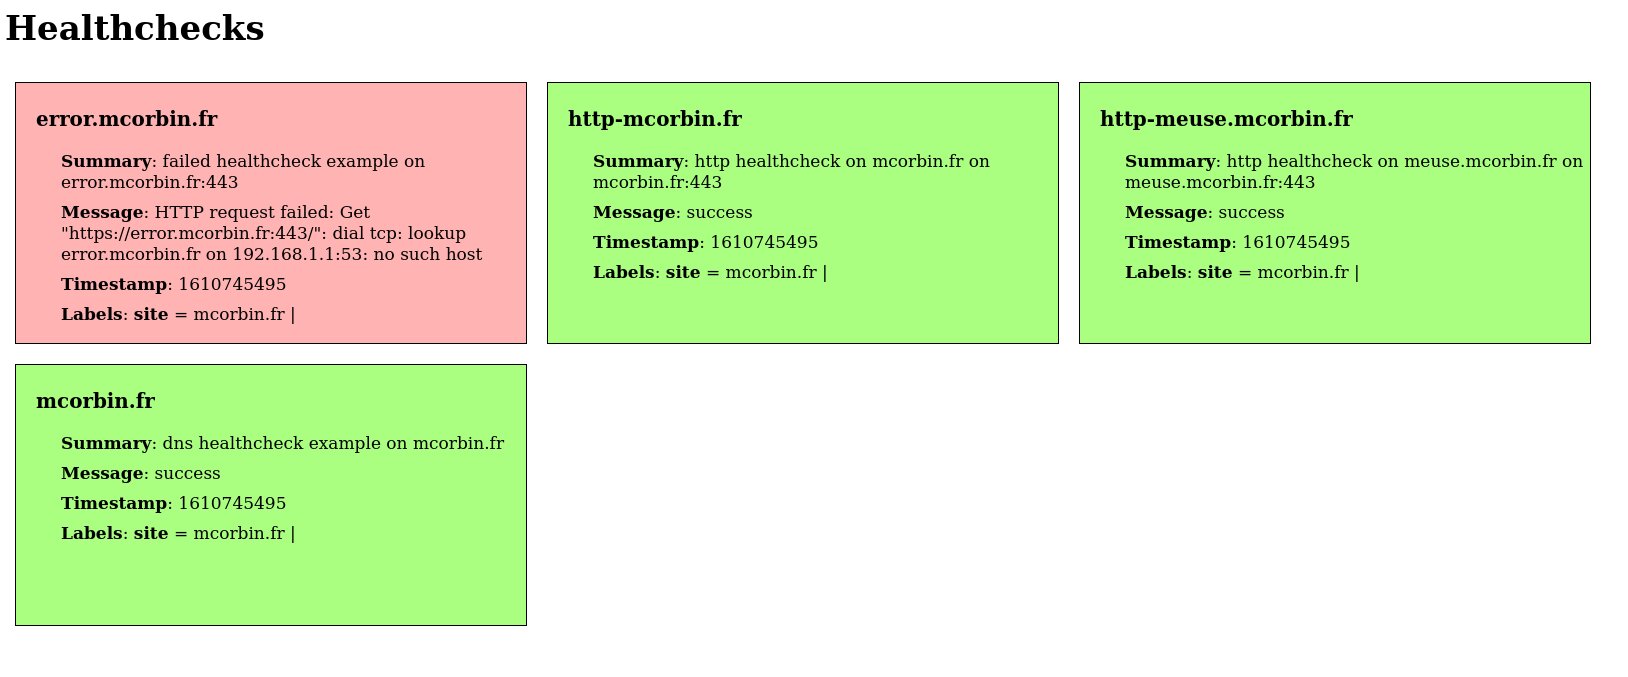 Healthchecks
error.mcorbin.fr
Summary: failed healthcheck example on
error.mcorbin.fr:443
Message: HTTP request failed: Get
"https://error.mcorbin.fr:443/": dial tcp: lookup
error.mcorbin.fr on 192.168.1.1:53: no such host
Timestamp: 1610745495
Labels: site = mcorbin.fr |
http-mcorbin.fr
Summary: http healthcheck on mcorbin.fr on
mcorbin.fr:443
Message: success
Timestamp: 1610745495
Labels: site = mcorbin.fr |
http-meuse.mcorbin.fr
Summary: http healthcheck on meuse.mcorbin.fr on
meuse.mcorbin.fr:443
Message: success
Timestamp: 1610745495
Labels: site = mcorbin.fr |
mcorbin.fr
Summary: dns healthcheck example on mcorbin.fr
Message: success
Timestamp: 1610745495
Labels: site = mcorbin.fr |